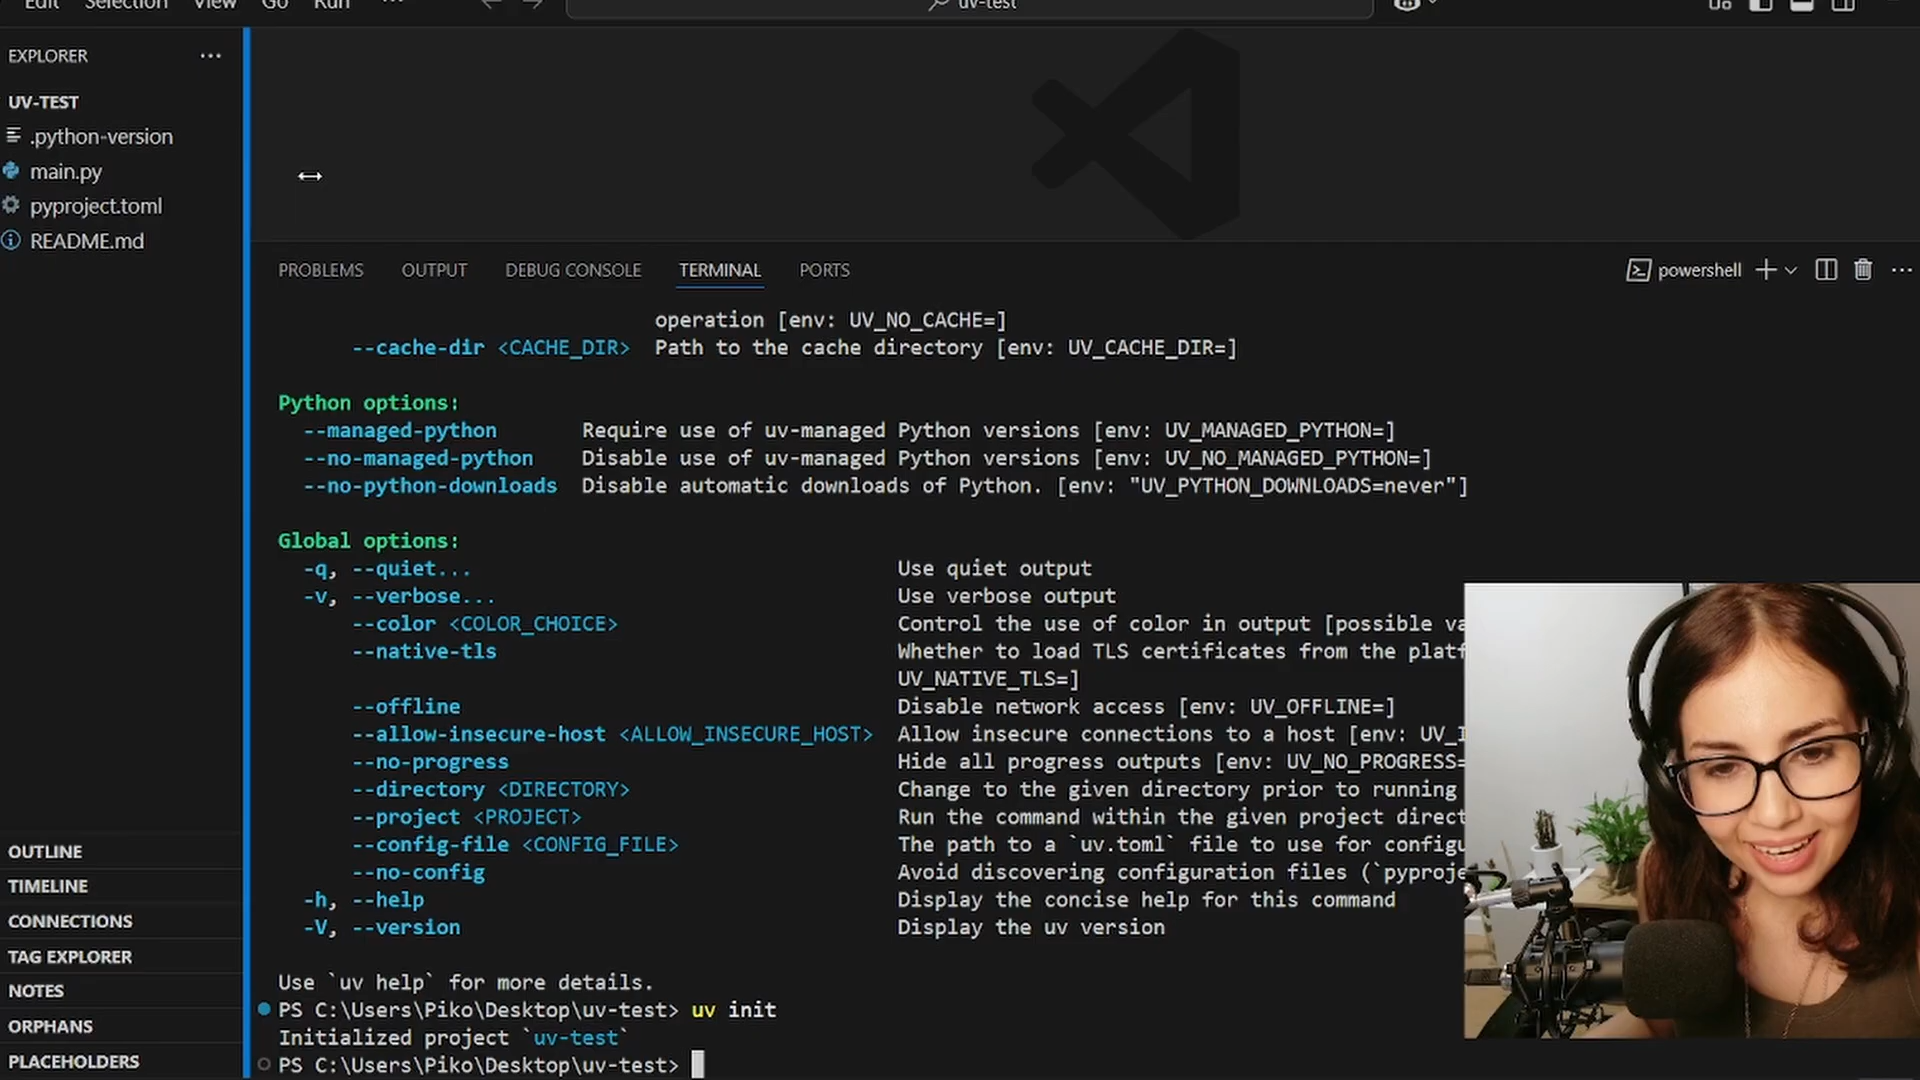 Edit Selection View Go Run ...
uv-test
EXPLORER ...
UV-TEST
.python-version
main.py
pyproject.toml
README.md
OUTLINE
TIMELINE
CONNECTIONS
TAG EXPLORER
NOTES
ORPHANS
PLACEHOLDERS
PROBLEMS OUTPUT DEBUG CONSOLE TERMINAL PORTS
powershell
operation [env: UV_NO_CACHE=]
--cache-dir <CACHE_DIR> Path to the cache directory [env: UV_CACHE_DIR=]
Python options:
--managed-python Require use of uv-managed Python versions [env: UV_MANAGED_PYTHON=]
--no-managed-python Disable use of uv-managed Python versions [env: UV_NO_MANAGED_PYTHON=]
--no-python-downloads Disable automatic downloads of Python. [env: "UV_PYTHON_DOWNLOADS=never"]
Global options:
-q, --quiet... Use quiet output
-v, --verbose... Use verbose output
--color <COLOR_CHOICE> Control the use of color in output [possible va
--native-tls Whether to load TLS certificates from the platf
UV_NATIVE_TLS=]
--offline Disable network access [env: UV_OFFLINE=]
--allow-insecure-host <ALLOW_INSECURE_HOST> Allow insecure connections to a host [env: UV_I
--no-progress Hide all progress outputs [env: UV_NO_PROGRESS=
--directory <DIRECTORY> Change to the given directory prior to running
--project <PROJECT> Run the command within the given project direct
--config-file <CONFIG_FILE> The path to a `uv.toml` file to use for configu
--no-config Avoid discovering configuration files (`pyproje
-h, --help Display the concise help for this command
-V, --version Display the uv version
Use `uv help` for more details.
PS C:\Users\Piko\Desktop\uv-test> uv init
Initialized project `uv-test`
PS C:\Users\Piko\Desktop\uv-test>